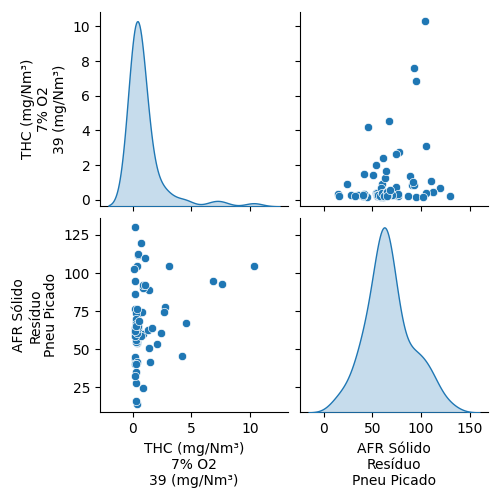 THC (mg/Nm³)
7% O2
39 (mg/Nm³)
10
8
6
4
2
0
AFR Sólido
Resíduo
Pneu Picado
125
100
75
50
25
0
5
10
THC (mg/Nm³)
7% O2
39 (mg/Nm³)
0
50
100
150
AFR Sólido
Resíduo
Pneu Picado